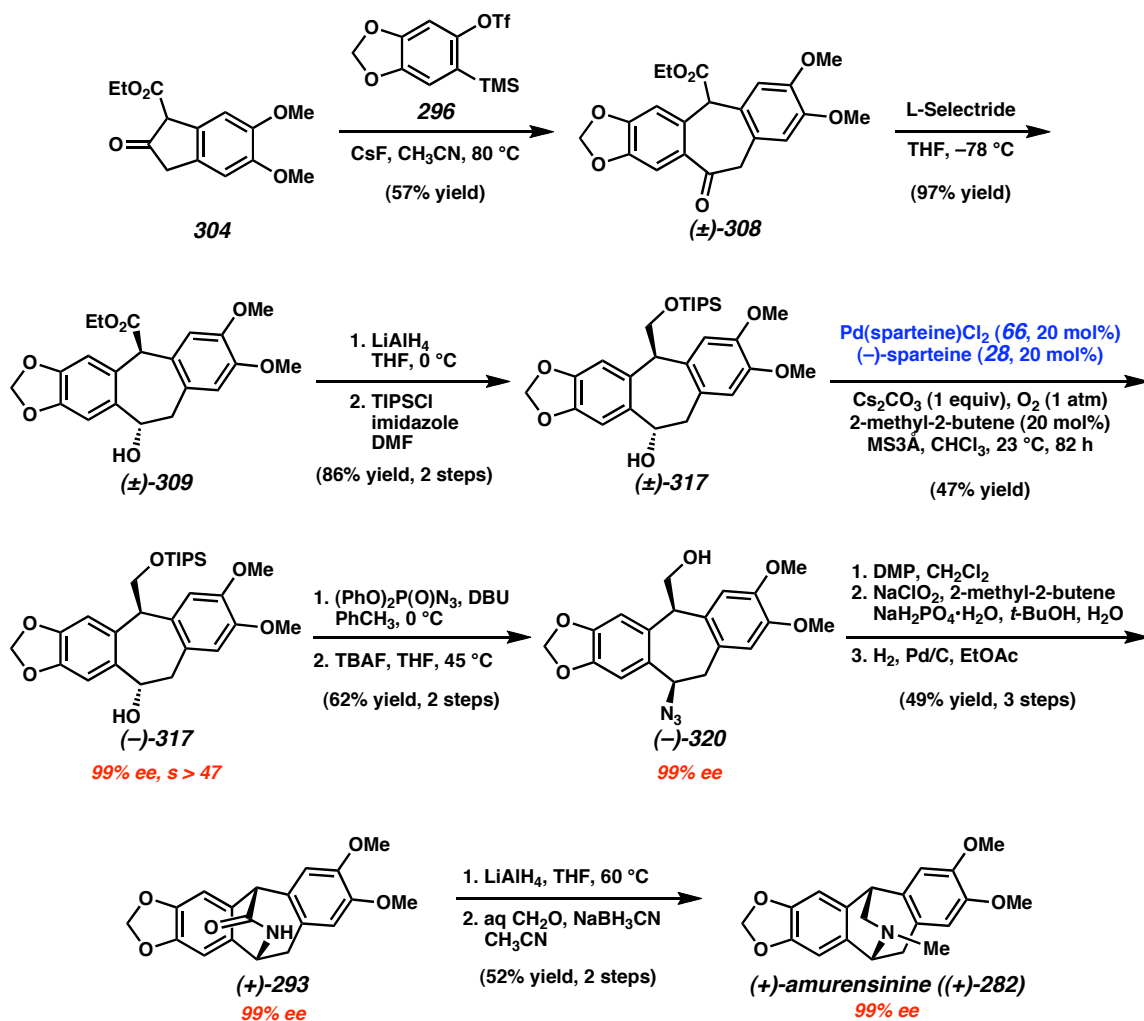 OTf
O
O
TMS
EtO2C
OMe
O
OMe
296
CsF, CH3CN, 80 °C
(57% yield)
304
EtO2C
OMe
OMe
O
O
O
(±)-308
L-Selectride
THF, –78 °C
(97% yield)
EtO2C
OMe
OMe
O
O
HO
(±)-309
1. LiAlH4
THF, 0 °C
2. TIPSCl
imidazole
DMF
(86% yield, 2 steps)
OTIPS
OMe
OMe
O
O
HO
(±)-317
Pd(sparteine)Cl2 (66, 20 mol%)
(–)-sparteine (28, 20 mol%)
Cs2CO3 (1 equiv), O2 (1 atm)
2-methyl-2-butene (20 mol%)
MS3Å, CHCl3, 23 °C, 82 h
(47% yield)
OTIPS
OMe
OMe
O
O
HO
(–)-317
99% ee, s > 47
1. (PhO)2P(O)N3, DBU
PhCH3, 0 °C
2. TBAF, THF, 45 °C
(62% yield, 2 steps)
OH
OMe
OMe
O
O
N3
(–)-320
99% ee
1. DMP, CH2Cl2
2. NaClO2, 2-methyl-2-butene
NaH2PO4•H2O, t-BuOH, H2O
3. H2, Pd/C, EtOAc
(49% yield, 3 steps)
OMe
OMe
O
O
O
NH
(+)-293
99% ee
1. LiAlH4, THF, 60 °C
2. aq CH2O, NaBH3CN
CH3CN
(52% yield, 2 steps)
OMe
OMe
O
O
N
Me
(+)-amurensinine ((+)-282)
99% ee